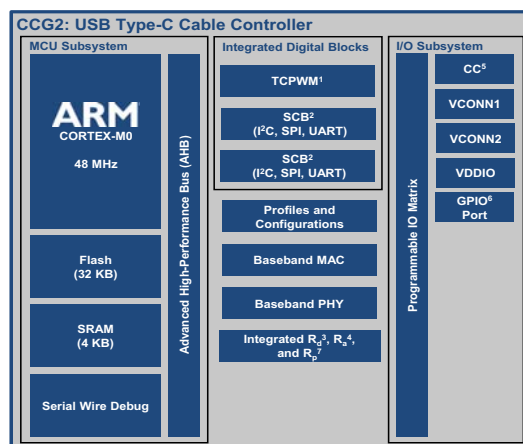 CCG2: USB Type-C Cable Controller
MCU Subsystem
ARM
CORTEX-M0
48 MHz
Flash
(32 KB)
SRAM
(4 KB)
Serial Wire Debug
Advanced High-Performance Bus (AHB)
Integrated Digital Blocks
TCPWM¹
SCB²
(I²C, SPI, UART)
SCB²
(I²C, SPI, UART)
Profiles and
Configurations
Baseband MAC
Baseband PHY
Integrated Rd³, Ra⁴,
and Rp⁷
I/O Subsystem
Programmable IO Matrix
CC⁵
VCONN1
VCONN2
VDDIO
GPIO⁶
Port